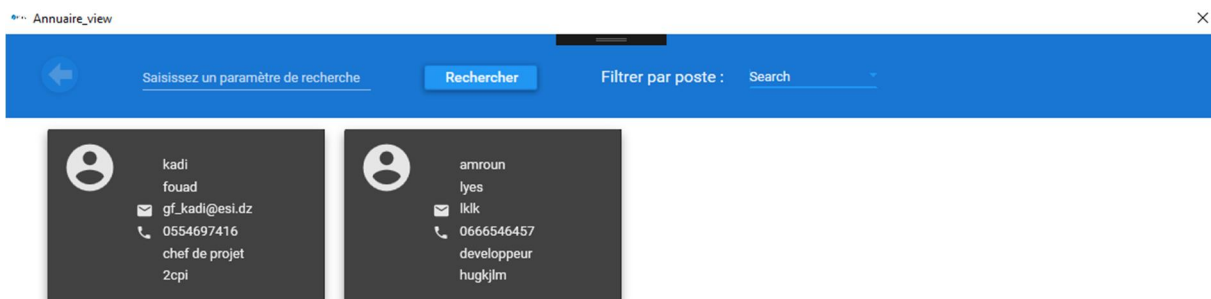 Annuaire_view
Saisissez un paramètre de recherche Rechercher Filtrer par poste : Search
kadi
fouad
gf_kadi@esi.dz
0554697416
chef de projet
2cpi
amroun
lyes
lklk
0666546457
developpeur
hugkjlm